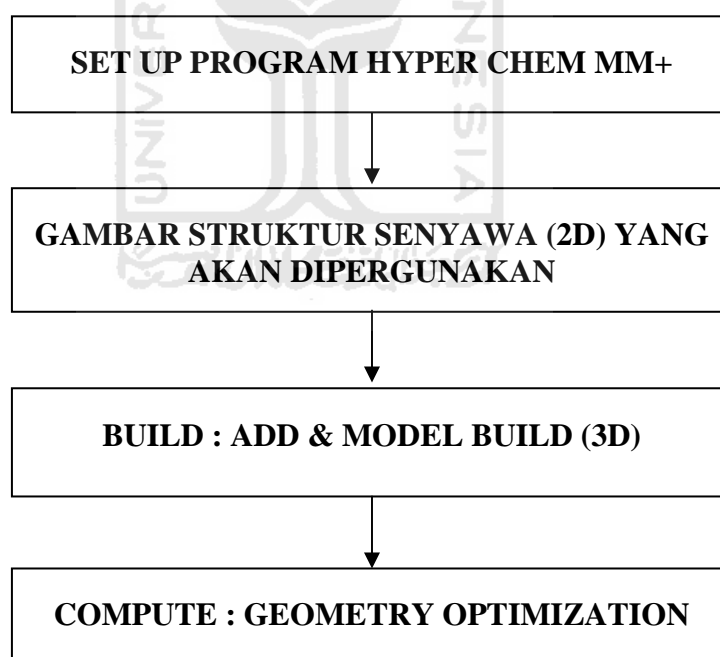 SET UP PROGRAM HYPER CHEM MM+
GAMBAR STRUKTUR SENYAWA (2D) YANG
AKAN DIPERGUNAKAN
BUILD : ADD & MODEL BUILD (3D)
COMPUTE : GEOMETRY OPTIMIZATION